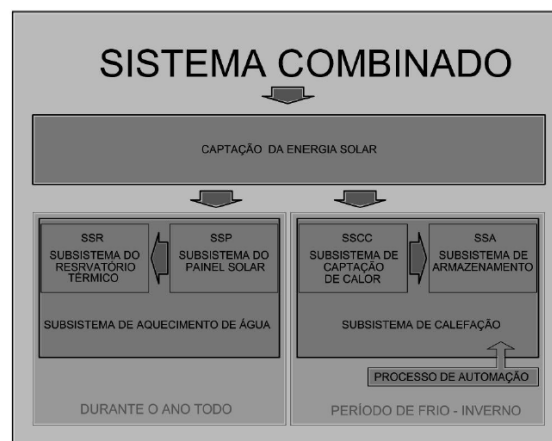 SISTEMA COMBINADO
CAPTAÇÃO DA ENERGIA SOLAR
SSR
SUBSISTEMA DO
RESRVATÓRIO
TÉRMICO
SSP
SUBSISTEMA DO
PAINEL SOLAR
SUBSISTEMA DE AQUECIMENTO DE ÁGUA
DURANTE O ANO TODO
SSCC
SUBSISTEMA DE
CAPTAÇÃO
DE CALOR
SSA
SUBSISTEMA DE
ARMAZENAMENTO
SUBSISTEMA DE CALEFAÇÃO
PROCESSO DE AUTOMAÇÃO
PERÍODO DE FRIO - INVERNO